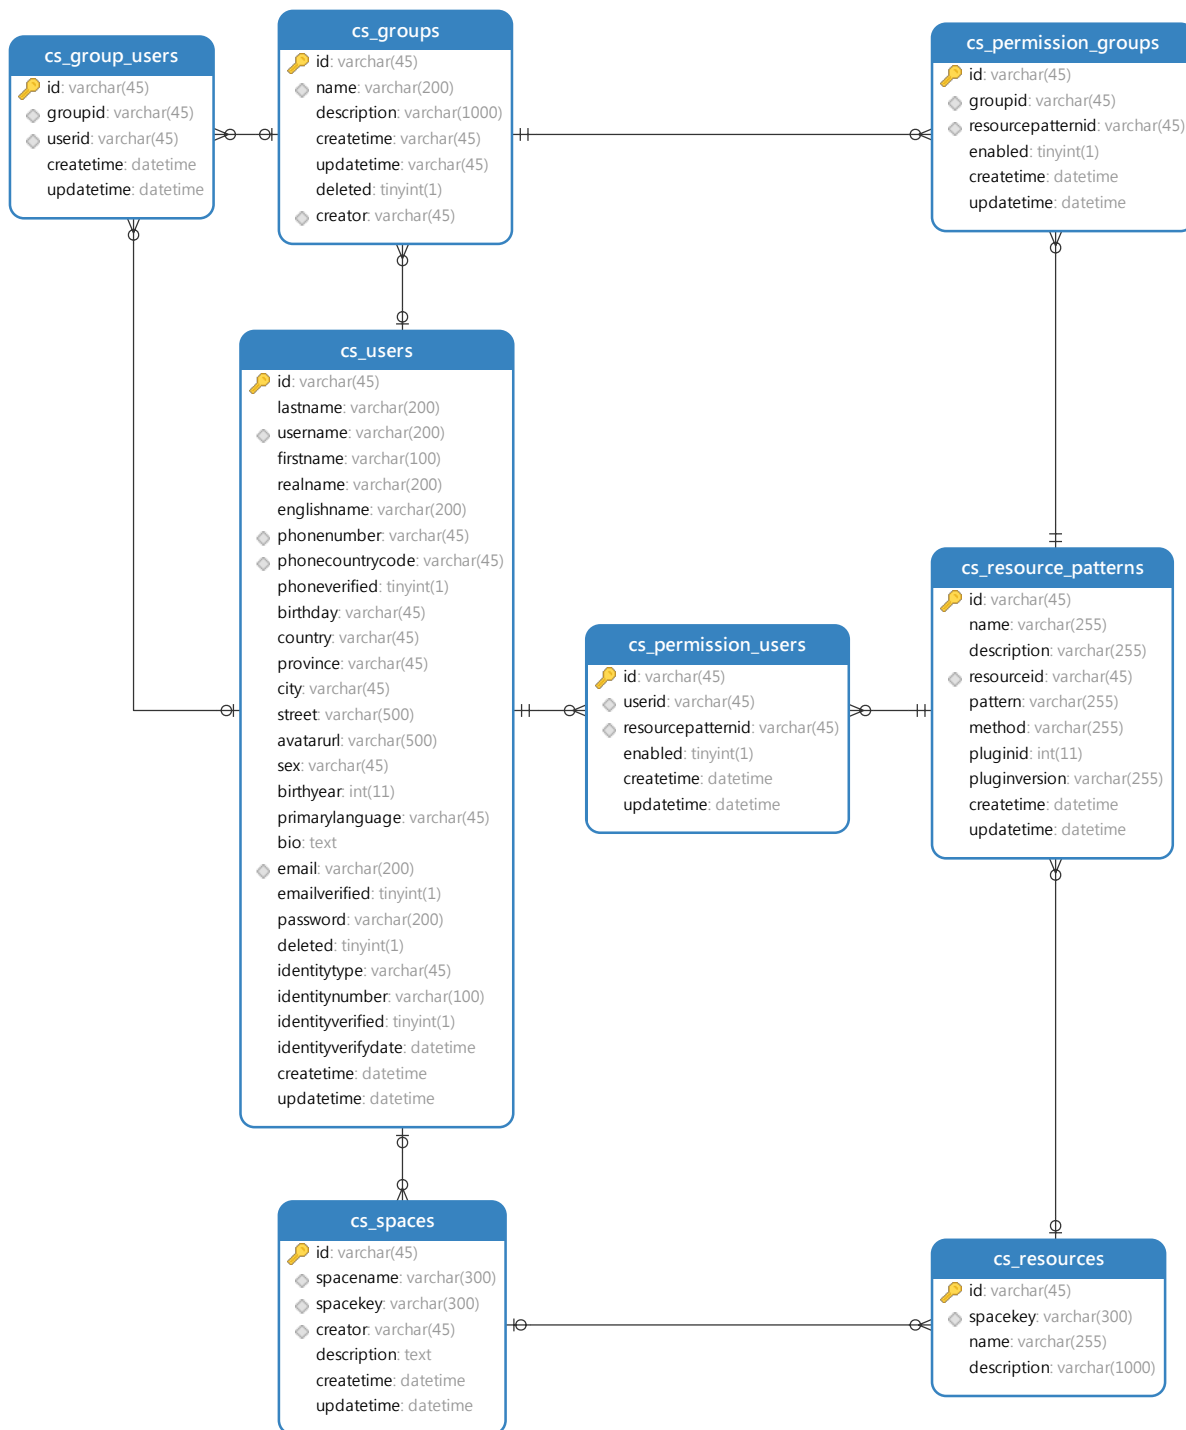 cs_group_users
id: varchar(45)
groupid: varchar(45)
userid: varchar(45)
createtime: datetime
updatetime: datetime
cs_groups
id: varchar(45)
name: varchar(200)
description: varchar(1000)
createtime: varchar(45)
updatetime: varchar(45)
deleted: tinyint(1)
creator: varchar(45)
cs_permission_groups
id: varchar(45)
groupid: varchar(45)
resourcepatternid: varchar(45)
enabled: tinyint(1)
createtime: datetime
updatetime: datetime
cs_users
id: varchar(45)
lastname: varchar(200)
username: varchar(200)
firstname: varchar(100)
realname: varchar(200)
englishname: varchar(200)
phonenumber: varchar(45)
phonecountrycode: varchar(45)
phoneverified: tinyint(1)
birthday: varchar(45)
country: varchar(45)
province: varchar(45)
city: varchar(45)
street: varchar(500)
avatarurl: varchar(500)
sex: varchar(45)
birthyear: int(11)
primarylanguage: varchar(45)
bio: text
email: varchar(200)
emailverified: tinyint(1)
password: varchar(200)
deleted: tinyint(1)
identitytype: varchar(45)
identitynumber: varchar(100)
identityverified: tinyint(1)
identityverifydate: datetime
createtime: datetime
updatetime: datetime
cs_permission_users
id: varchar(45)
userid: varchar(45)
resourcepatternid: varchar(45)
enabled: tinyint(1)
createtime: datetime
updatetime: datetime
cs_resource_patterns
id: varchar(45)
name: varchar(255)
description: varchar(255)
resourceid: varchar(45)
pattern: varchar(255)
method: varchar(255)
pluginid: int(11)
pluginversion: varchar(255)
createtime: datetime
updatetime: datetime
cs_spaces
id: varchar(45)
spacename: varchar(300)
spacekey: varchar(300)
creator: varchar(45)
description: text
createtime: datetime
updatetime: datetime
cs_resources
id: varchar(45)
spacekey: varchar(300)
name: varchar(255)
description: varchar(1000)